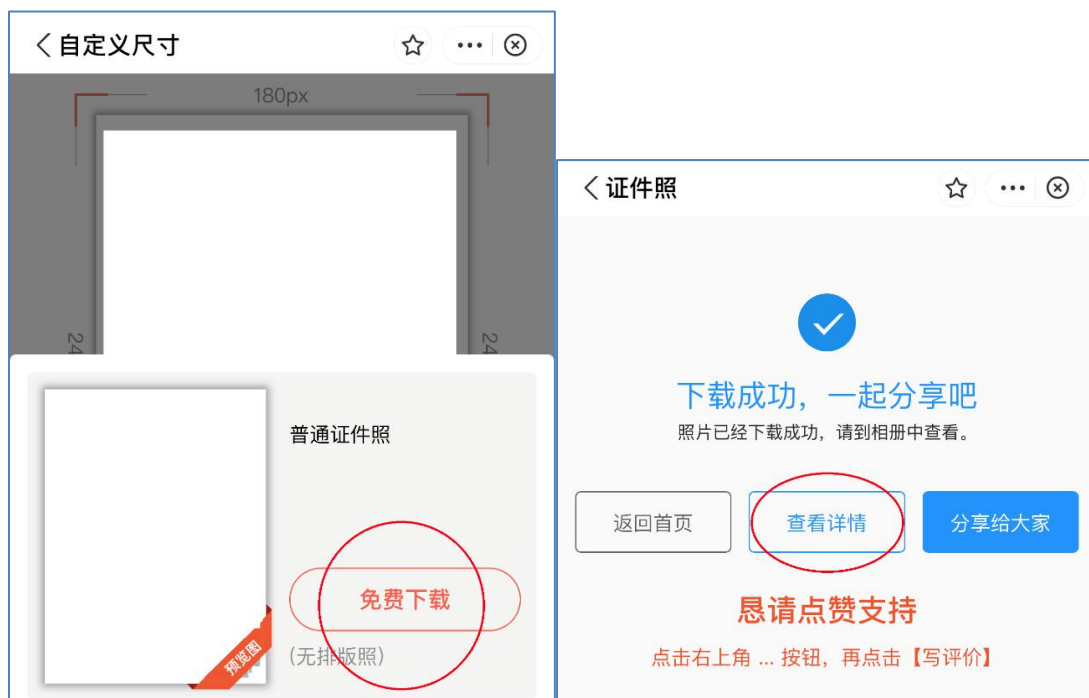 自定义尺寸
180px
24
24
普通证件照
免费下载
(无排版照)
预览图
证件照
下载成功，一起分享吧
照片已经下载成功，请到相册中查看。
返回首页
查看详情
分享给大家
恳请点赞支持
点击右上角 ... 按钮，再点击【写评价】